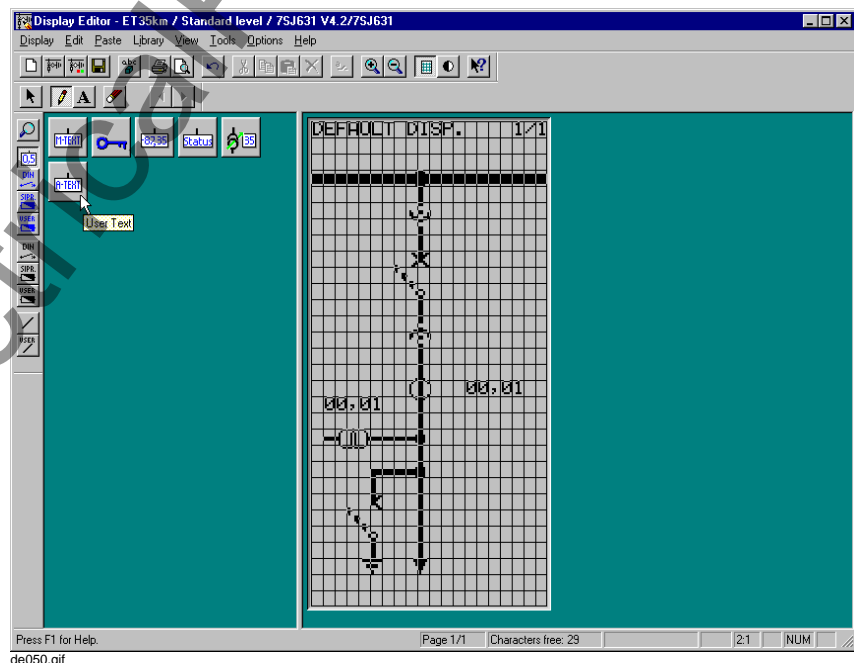 Display Editor - ET35km / Standard level / 7SJ631 V4.2/7SJ631
Display Edit Paste Library View Tools Options Help
abc
A
M-TEXT -87,35 Status 35
0,5
A-TEXT
DIN
User Text
SIPR.
USER
DIN
SIPR.
USER
USER
DEFAULT DISP. 1/1
00,01
00,01
Press F1 for Help. Page 1/1 Characters free: 29 2:1 NUM
de050.gif